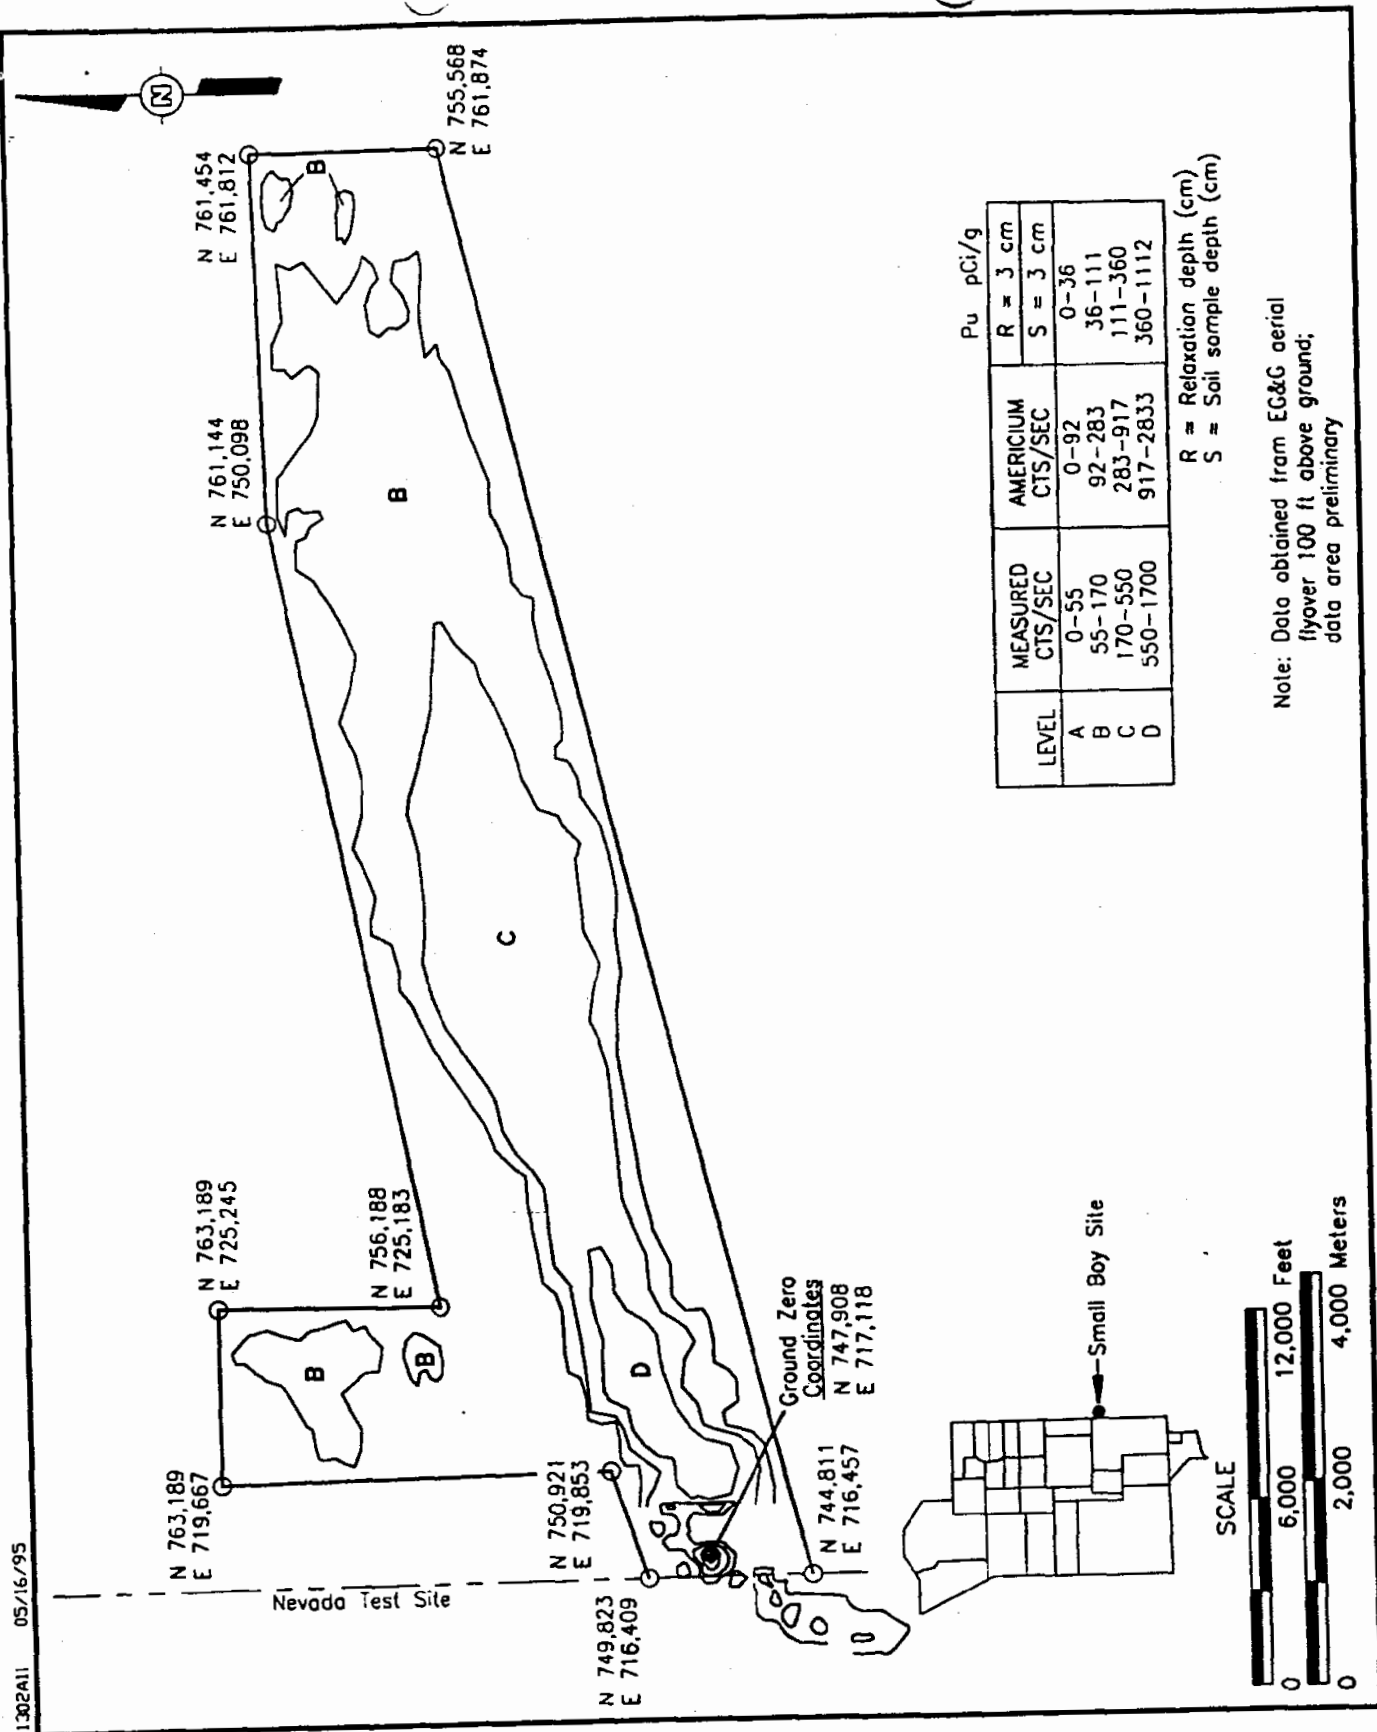 1302A11 05/16/95
N 763,189
E 719,667
N 763,189
E 725,245
N 756,188
E 725,183
N 761,144
E 750,098
N 761,454
E 761,812
N 755,568
E 761,874
N
B
B
B
B
C
D
Nevada Test Site
N 750,921
E 719,853
N 749,823
E 716,409
N 744,811
E 716,457
Ground Zero
Coordinates
N 747,908
E 717,118
Small Boy Site
SCALE
0 6,000 12,000 Feet
0 2,000 4,000 Meters
Pu pCi/g
LEVEL MEASURED CTS/SEC AMERICIUM CTS/SEC R = 3 cm S = 3 cm
A 0-55 0-92 0-36
B 55-170 92-283 36-111
C 170-550 283-917 111-360
D 550-1700 917-2833 360-1112
R = Relaxation depth (cm)
S = Soil sample depth (cm)
Note: Data obtained from EG&G aerial
flyover 100 ft above ground;
data area preliminary